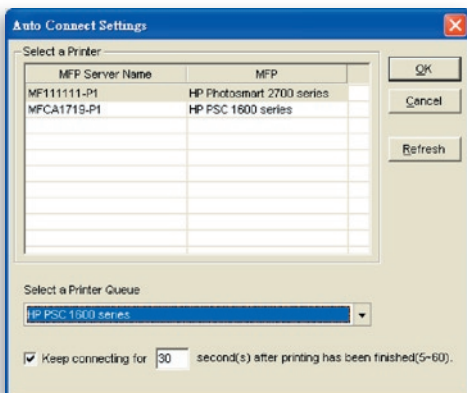 Auto Connect Settings
Select a Printer
MFP Server Name MFP
MF111111-P1 HP Photosmart 2700 series
MFCA1719-P1 HP PSC 1600 series
OK
Cancel
Refresh
Select a Printer Queue
HP PSC 1600 series
Keep connecting for 30 second(s) after printing has been finished(5~60).